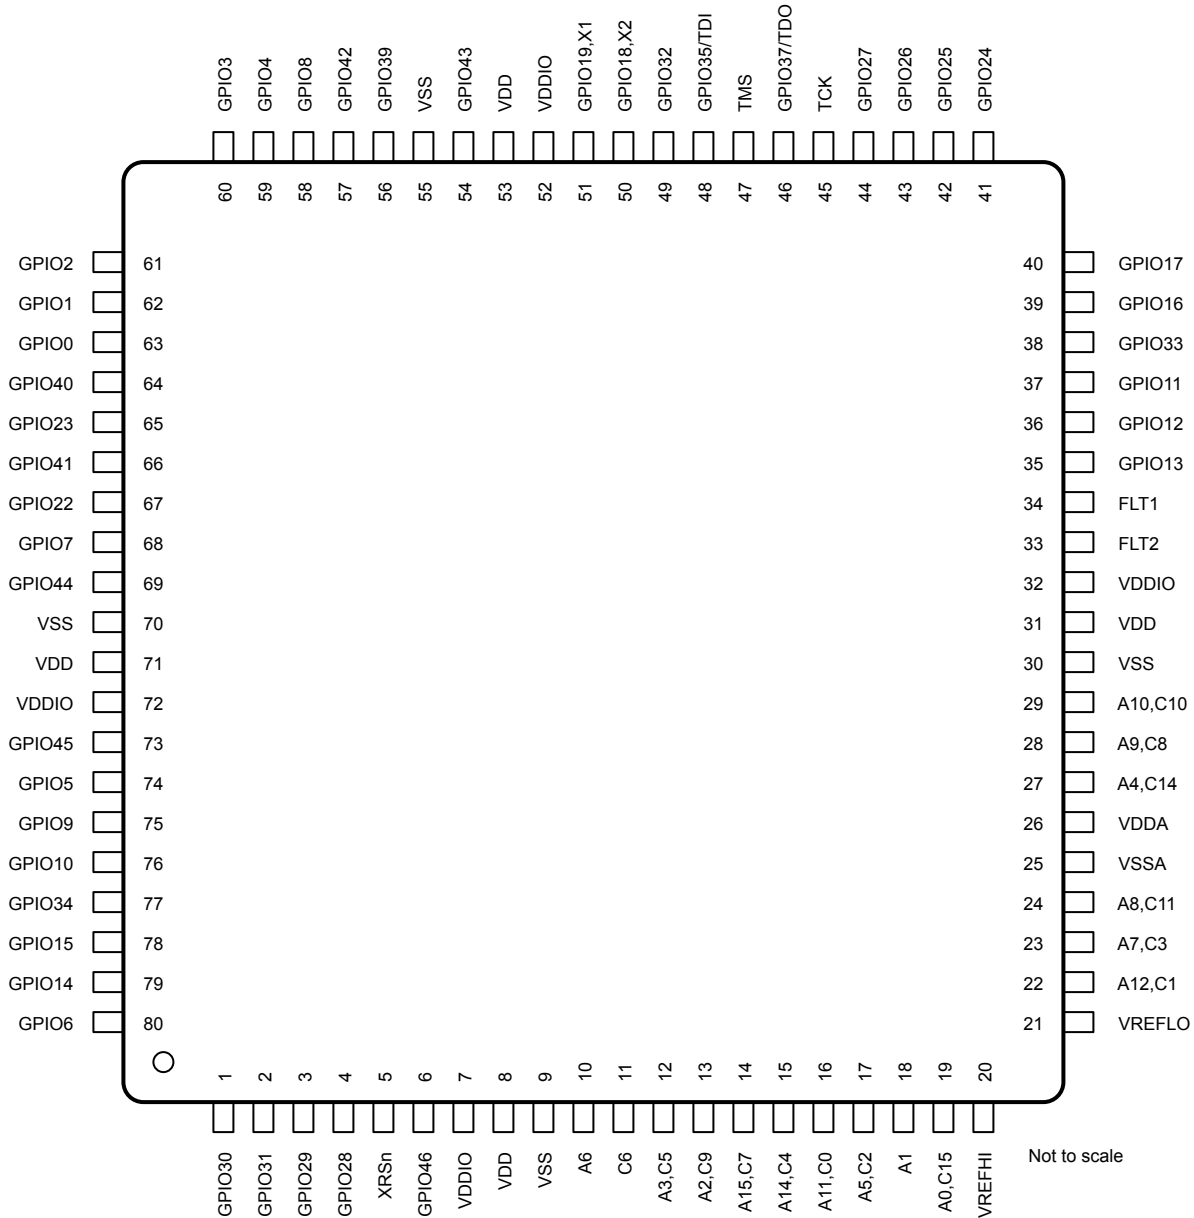 GPIO3
GPIO4
GPIO8
GPIO42
GPIO39
VSS
GPIO43
VDD
VDDIO
GPIO19,X1
GPIO18,X2
GPIO32
GPIO35/TDI
TMS
GPIO37/TDO
TCK
GPIO27
GPIO26
GPIO25
GPIO24
60
59
58
57
56
55
54
53
52
51
50
49
48
47
46
45
44
43
42
41
GPIO2 61 40 GPIO17
GPIO1 62 39 GPIO16
GPIO0 63 38 GPIO33
GPIO40 64 37 GPIO11
GPIO23 65 36 GPIO12
GPIO41 66 35 GPIO13
GPIO22 67 34 FLT1
GPIO7 68 33 FLT2
GPIO44 69 32 VDDIO
VSS 70 31 VDD
VDD 71 30 VSS
VDDIO 72 29 A10,C10
GPIO45 73 28 A9,C8
GPIO5 74 27 A4,C14
GPIO9 75 26 VDDA
GPIO10 76 25 VSSA
GPIO34 77 24 A8,C11
GPIO15 78 23 A7,C3
GPIO14 79 22 A12,C1
GPIO6 80 21 VREFLO
1
2
3
4
5
6
7
8
9
10
11
12
13
14
15
16
17
18
19
20
GPIO30
GPIO31
GPIO29
GPIO28
XRSn
GPIO46
VDDIO
VDD
VSS
A6
C6
A3,C5
A2,C9
A15,C7
A14,C4
A11,C0
A5,C2
A1
A0,C15
VREFHI
Not to scale